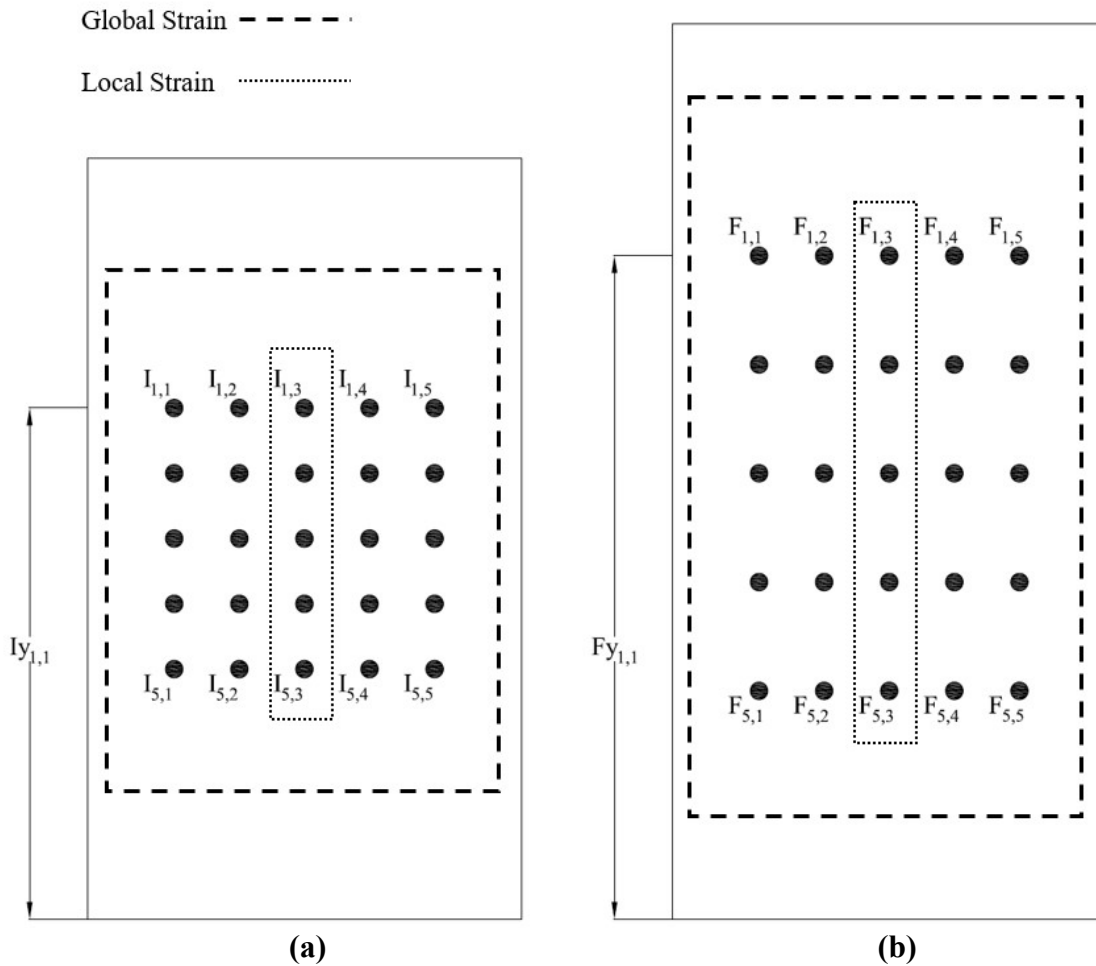 Global Strain
Local Strain
I1,1 I1,2 I1,3 I1,4 I1,5
Iy1,1
I5,1 I5,2 I5,3 I5,4 I5,5
(a)
F1,1 F1,2 F1,3 F1,4 F1,5
Fy1,1
F5,1 F5,2 F5,3 F5,4 F5,5
(b)